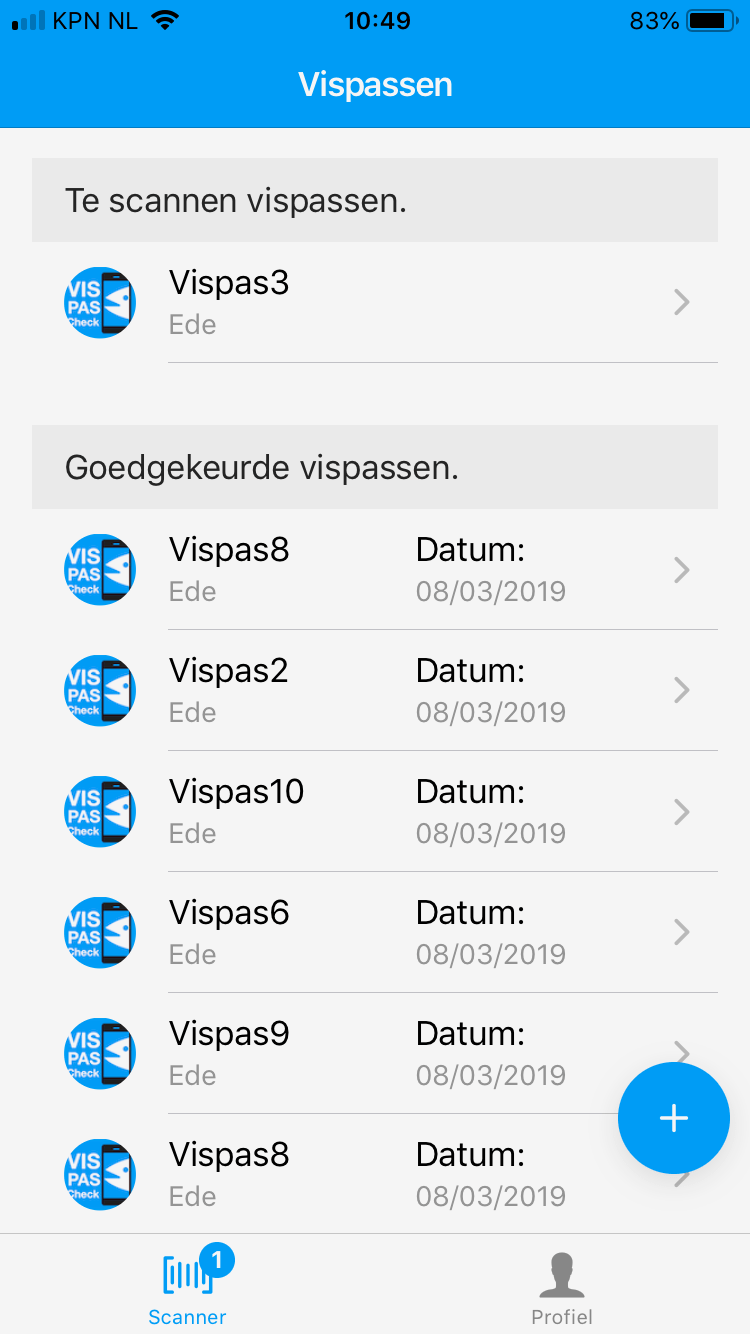 KPN NL 10:49 83%
Vispassen
Te scannen vispassen.
VIS PAS Check
Vispas3
Ede
Goedgekeurde vispassen.
VIS PAS Check
Vispas8 Datum:
Ede 08/03/2019
VIS PAS Check
Vispas2 Datum:
Ede 08/03/2019
VIS PAS Check
Vispas10 Datum:
Ede 08/03/2019
VIS PAS Check
Vispas6 Datum:
Ede 08/03/2019
VIS PAS Check
Vispas9 Datum:
Ede 08/03/2019
VIS PAS Check
Vispas8 Datum:
Ede 08/03/2019
+
1
Scanner Profiel